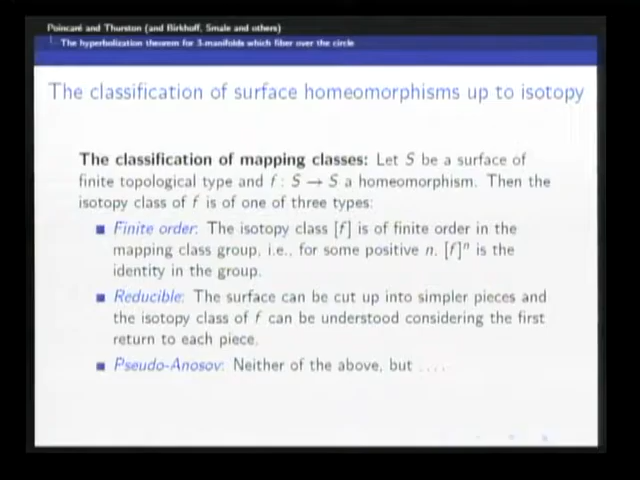 Poincaré and Thurston (and Birkhoff, Smale and others)
The hyperbolization theorem for 3-manifolds which fiber over the circle
The classification of surface homeomorphisms up to isotopy
The classification of mapping classes: Let S be a surface of
finite topological type and f : S → S a homeomorphism. Then the
isotopy class of f is of one of three types:
Finite order: The isotopy class [f] is of finite order in the
mapping class group, i.e., for some positive n, [f]ⁿ is the
identity in the group.
Reducible: The surface can be cut up into simpler pieces and
the isotopy class of f can be understood considering the first
return to each piece.
Pseudo-Anosov: Neither of the above, but ....